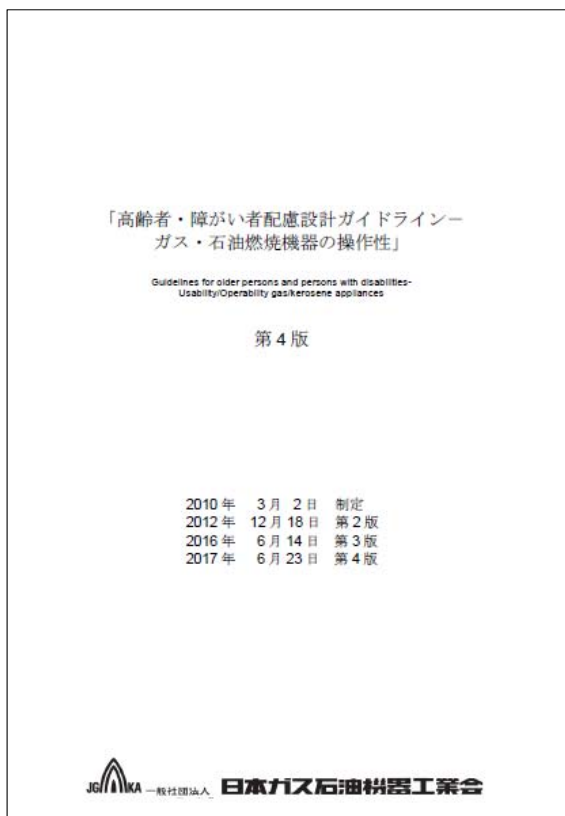 「高齢者・障がい者配慮設計ガイドライン－
ガス・石油燃焼機器の操作性」
Guidelines for older persons and persons with disabilities-
Usability/Operability gas/kerosene appliances
第4版
2010年 3月 2日 制定
2012年 12月18日 第2版
2016年 6月14日 第3版
2017年 6月23日 第4版
JGKA 一般社団法人 日本ガス石油機器工業会